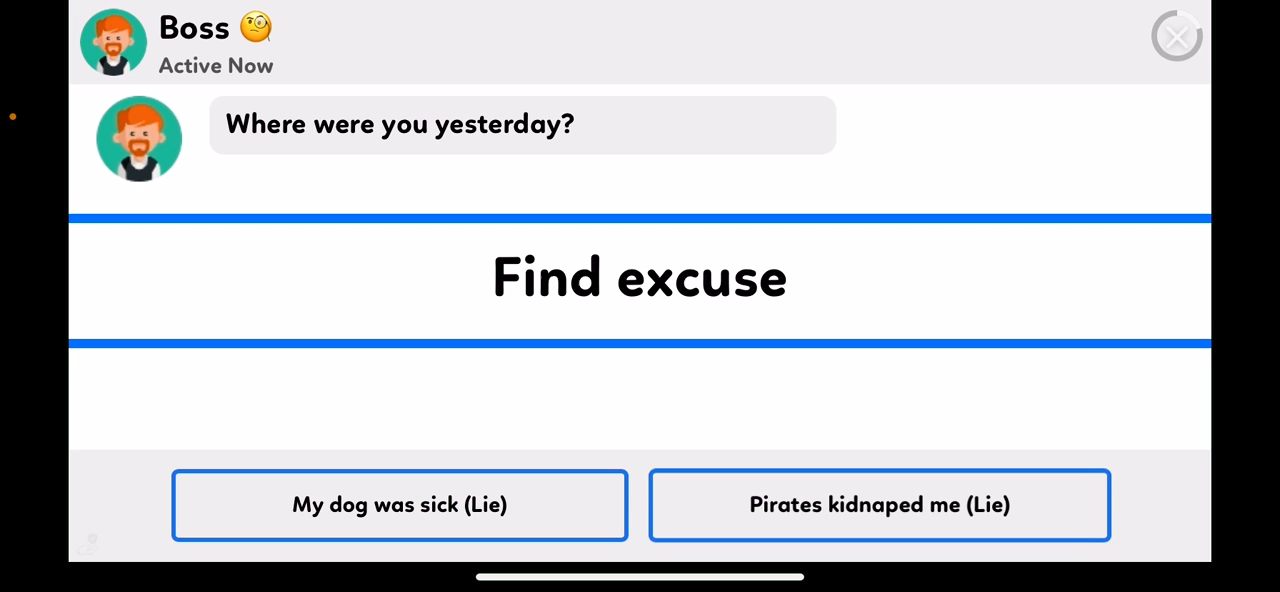 Boss 🧐
Active Now
Where were you yesterday?
Find excuse
My dog was sick (Lie)
Pirates kidnaped me (Lie)